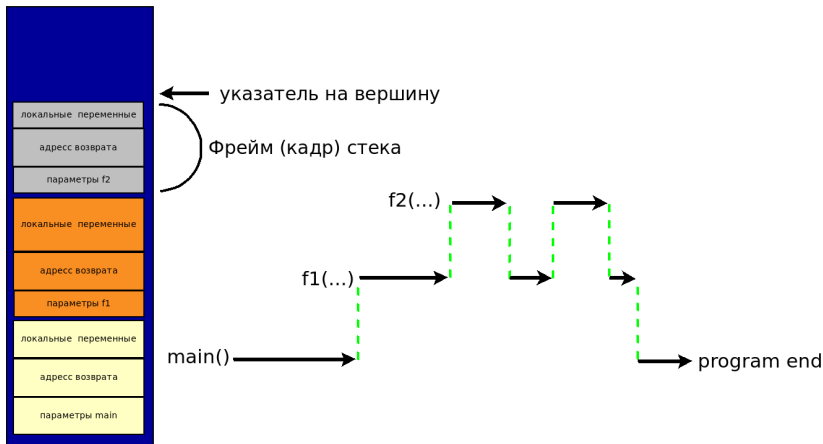 указатель на вершину
локальные переменные
адресс возврата
параметры f2
Фрейм (кадр) стека
локальные переменные
адресс возврата
параметры f1
локальные переменные
адресс возврата
параметры main
f2(...)
f1(...)
main()
program end